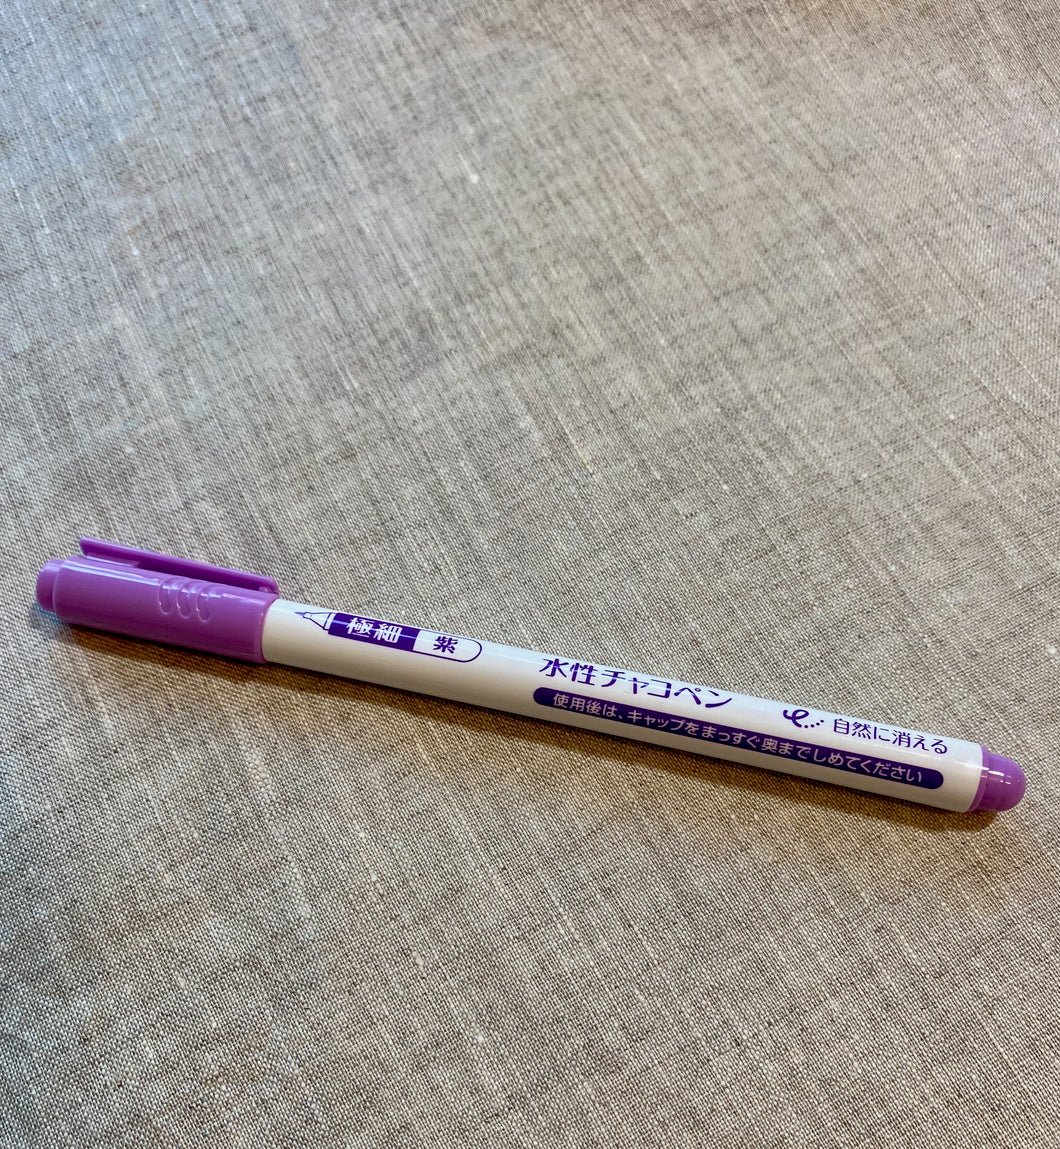 極細 紫
水性チャコペン
使用後は、キャップをまっすぐ奥までしめてください
自然に消える